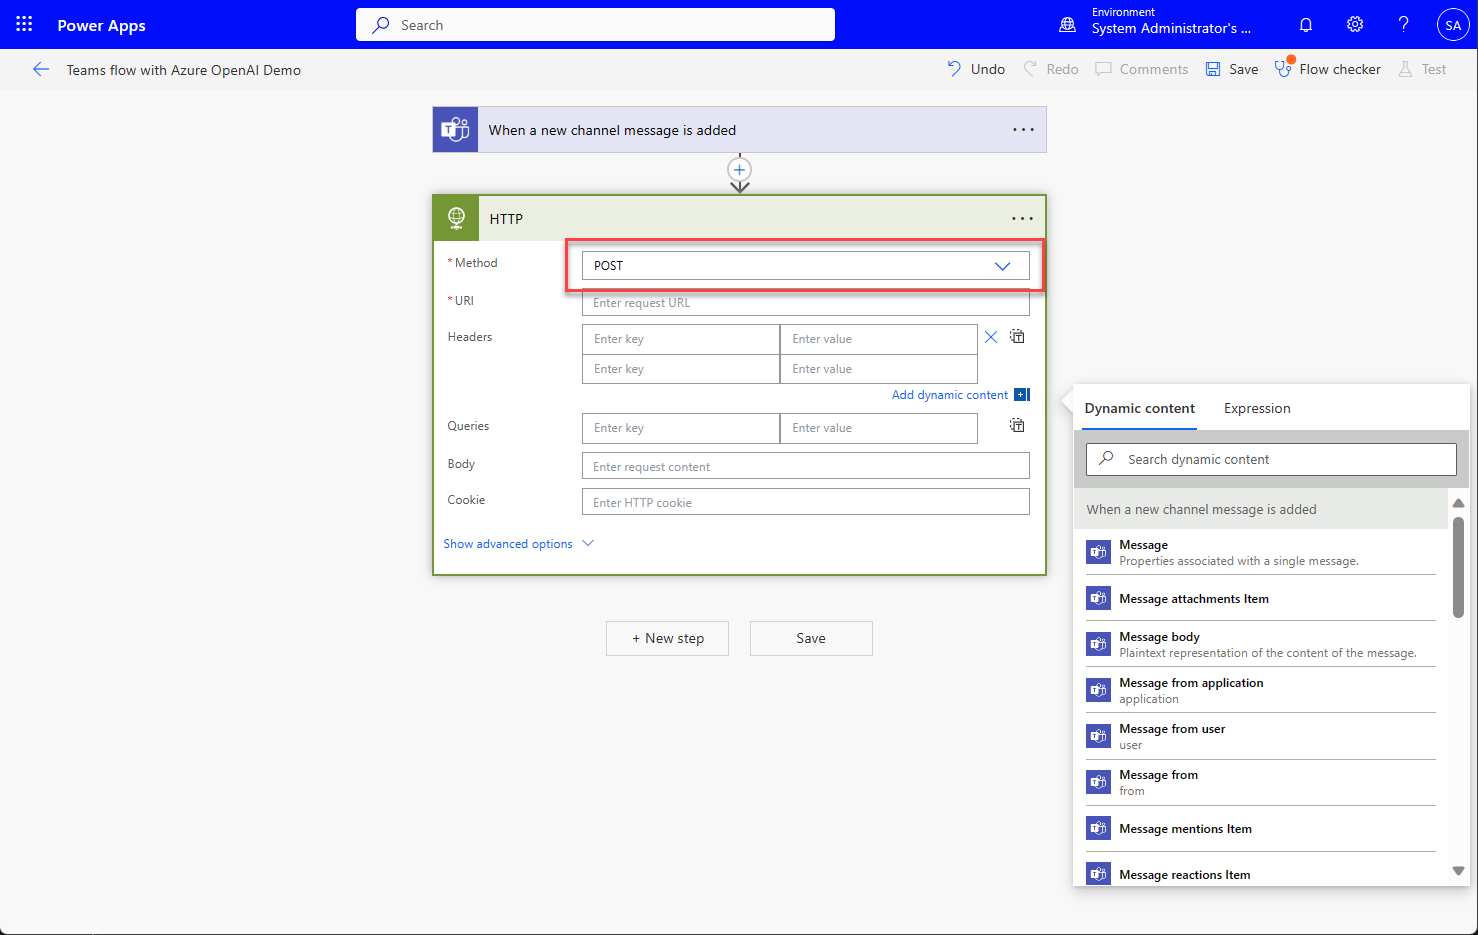 Power Apps
Search
Environment
System Administrator's ...
SA
Teams flow with Azure OpenAI Demo
Undo
Redo
Comments
Save
Flow checker
Test
When a new channel message is added
HTTP
* Method
POST
* URI
Enter request URL
Headers
Enter key
Enter value
Enter key
Enter value
Add dynamic content
Queries
Enter key
Enter value
Body
Enter request content
Cookie
Enter HTTP cookie
Show advanced options
+ New step
Save
Dynamic content
Expression
Search dynamic content
When a new channel message is added
Message
Properties associated with a single message.
Message attachments Item
Message body
Plaintext representation of the content of the message.
Message from application
application
Message from user
user
Message from
from
Message mentions Item
Message reactions Item